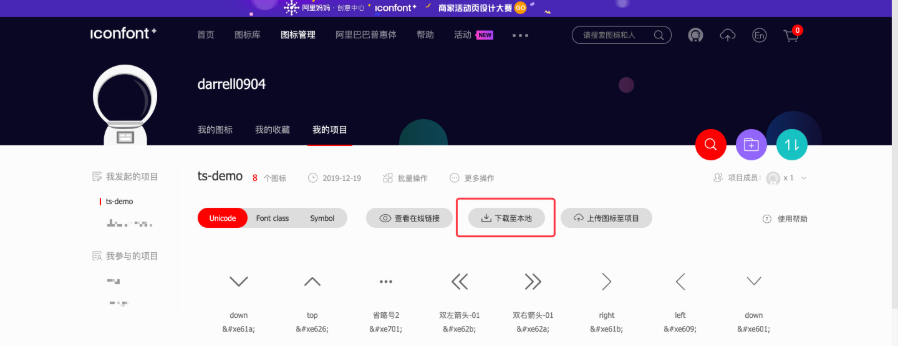 阿里妈妈 · 创意中心 iconfont+ 商家活动页设计大赛 GO
iconfont+ 首页 图标库 图标管理 阿里巴巴普惠体 帮助 活动 NEW ••• 请搜索图标和人 En 0
darrell0904
我的图标 我的收藏 我的项目
我发起的项目 ts-demo 8 个图标 2019-12-19 批量操作 更多操作 项目成员: x 1
ts-demo
Unicode Font class Symbol 查看在线链接 下载至本地 上传图标至项目 使用帮助
我参与的项目
down top 省略号2 双左箭头-01 双右箭头-01 right left down
&#xe61a; &#xe626; &#xe701; &#xe62b; &#xe62a; &#xe61b; &#xe609; &#xe601;